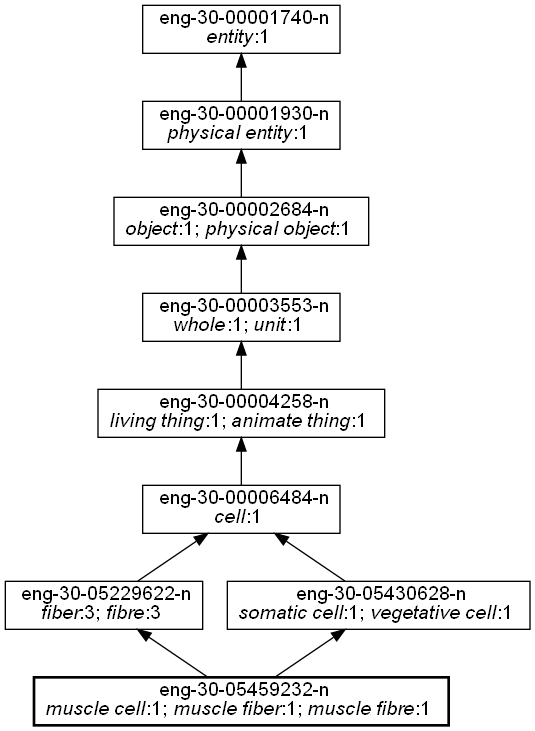 eng-30-00001740-n
entity:1
eng-30-00001930-n
physical entity:1
eng-30-00002684-n
object:1; physical object:1
eng-30-00003553-n
whole:1; unit:1
eng-30-00004258-n
living thing:1; animate thing:1
eng-30-00006484-n
cell:1
eng-30-05229622-n
fiber:3; fibre:3
eng-30-05430628-n
somatic cell:1; vegetative cell:1
eng-30-05459232-n
muscle cell:1; muscle fiber:1; muscle fibre:1